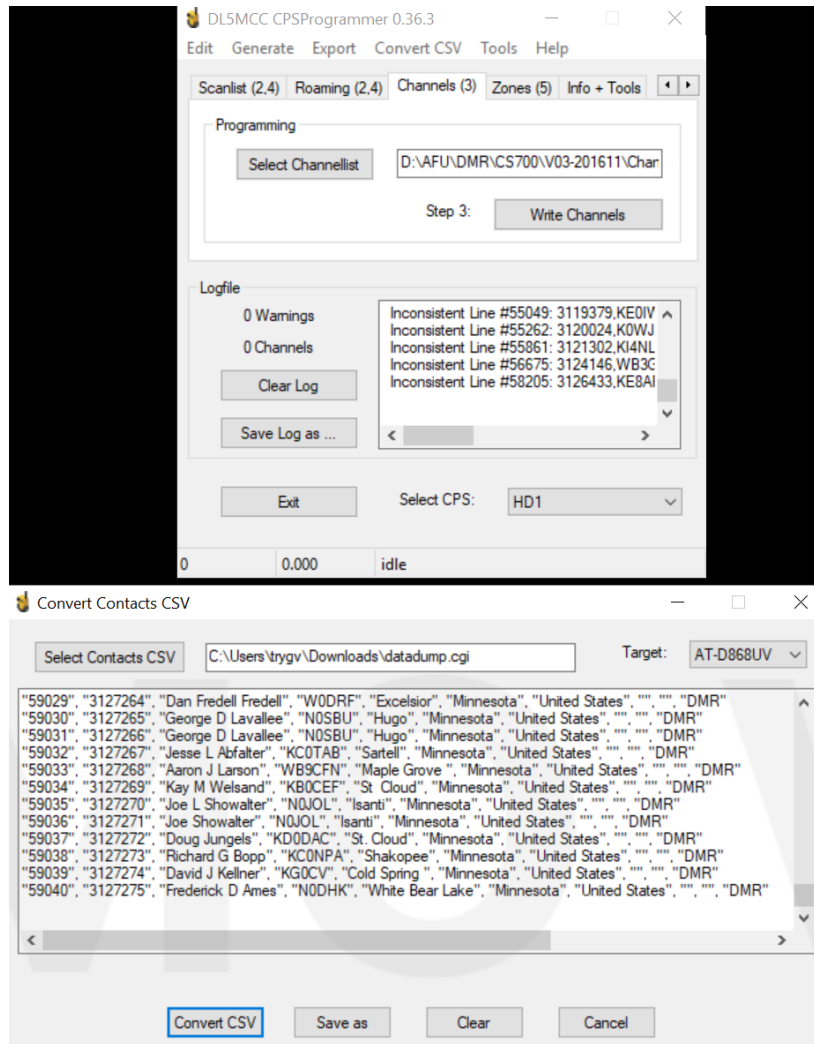 DL5MCC CPSProgrammer 0.36.3
Edit Generate Export Convert CSV Tools Help
Scanlist (2,4) Roaming (2,4) Channels (3) Zones (5) Info + Tools
Programming
Select Channellist D:\AFU\DMR\CS700\V03-201611\Chan
Step 3: Write Channels
Logfile
0 Warnings
0 Channels
Clear Log
Save Log as ...
Inconsistent Line #55049: 3119379,KE0IV
Inconsistent Line #55262: 3120024,K0WJ
Inconsistent Line #55861: 3121302,KI4NL
Inconsistent Line #56675: 3124146,WB3G
Inconsistent Line #58205: 3126433,KE8AI
Exit Select CPS: HD1
0 0.000 idle
Convert Contacts CSV
Select Contacts CSV C:\Users\trygv\Downloads\datadump.cgi Target: AT-D868UV
"59029", "3127264", "Dan Fredell Fredell", "W0DRF", "Excelsior", "Minnesota", "United States", "", "", "DMR"
"59030", "3127265", "George D Lavallee", "N0SBU", "Hugo", "Minnesota", "United States", "", "", "DMR"
"59031", "3127266", "George D Lavallee", "N0SBU", "Hugo", "Minnesota", "United States", "", "", "DMR"
"59032", "3127267", "Jesse L Abfalter", "KC0TAB", "Sartell", "Minnesota", "United States", "", "", "DMR"
"59033", "3127268", "Aaron J Larson", "WB9CFN", "Maple Grove ", "Minnesota", "United States", "", "", "DMR"
"59034", "3127269", "Kay M Welsand", "KB0CEF", "St Cloud", "Minnesota", "United States", "", "", "DMR"
"59035", "3127270", "Joe L Showalter", "N0JOL", "Isanti", "Minnesota", "United States", "", "", "DMR"
"59036", "3127271", "Joe Showalter", "N0JOL", "Isanti", "Minnesota", "United States", "", "", "DMR"
"59037", "3127272", "Doug Jungels", "KD0DAC", "St. Cloud", "Minnesota", "United States", "", "", "DMR"
"59038", "3127273", "Richard G Bopp", "KC0NPA", "Shakopee", "Minnesota", "United States", "", "", "DMR"
"59039", "3127274", "David J Kellner", "KG0CV", "Cold Spring ", "Minnesota", "United States", "", "", "DMR"
"59040", "3127275", "Frederick D Ames", "N0DHK", "White Bear Lake", "Minnesota", "United States", "", "", "DMR"
Convert CSV Save as Clear Cancel